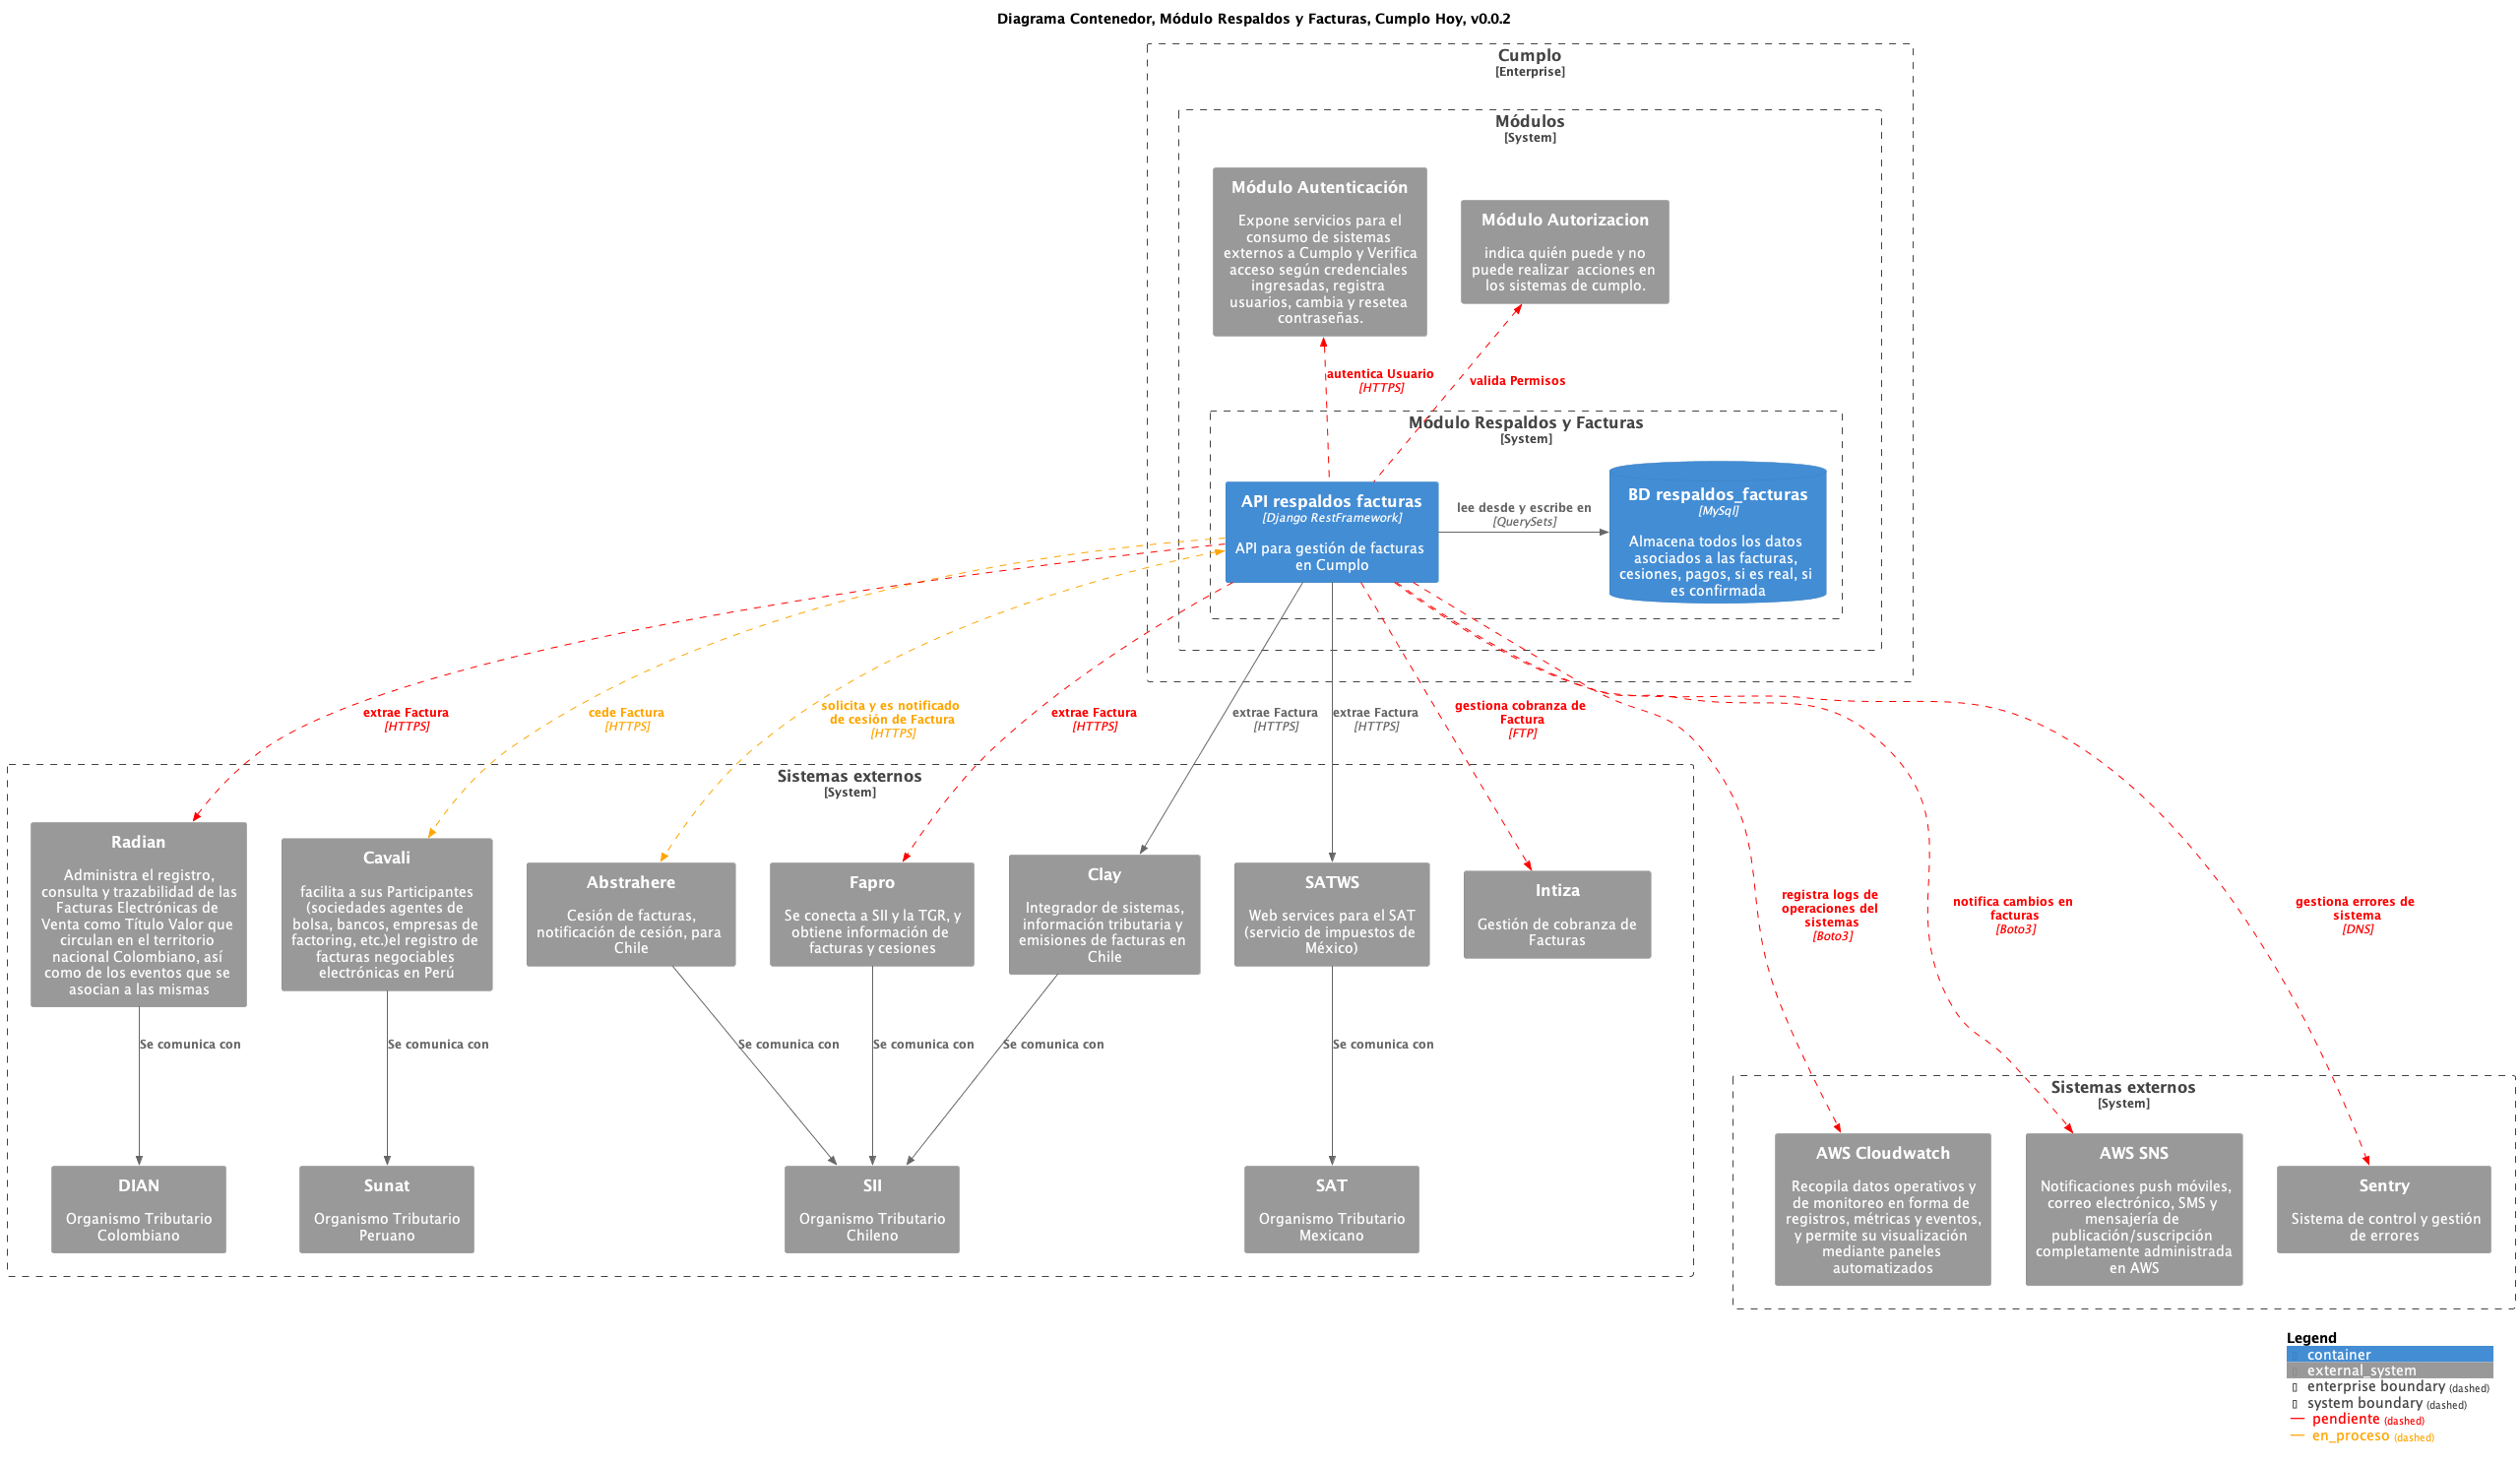 Diagrama Contenedor, Módulo Respaldos y Facturas, Cumplo Hoy, v0.0.2
Cumplo
[Enterprise]
Módulos
[System]
Módulo Autenticación
Expone servicios para el
consumo de sistemas
externos a Cumplo y Verifica
acceso según credenciales
ingresadas, registra
usuarios, cambia y resetea
contraseñas.
Módulo Autorizacion
indica quién puede y no
puede realizar  acciones en
los sistemas de cumplo.
autentica Usuario
[HTTPS]
valida Permisos
Módulo Respaldos y Facturas
[System]
API respaldos facturas
[Django RestFramework]
API para gestión de facturas
en Cumplo
lee desde y escribe en
[QuerySets]
BD respaldos_facturas
[MySql]
Almacena todos los datos
asociados a las facturas,
cesiones, pagos, si es real, si
es confirmada
extrae Factura
[HTTPS]
cede Factura
[HTTPS]
solicita y es notificado
de cesión de Factura
[HTTPS]
extrae Factura
[HTTPS]
extrae Factura
[HTTPS]
extrae Factura
[HTTPS]
gestiona cobranza de
Factura
[FTP]
Sistemas externos
[System]
Radian
Administra el registro,
consulta y trazabilidad de las
Facturas Electrónicas de
Venta como Título Valor que
circulan en el territorio
nacional Colombiano, así
como de los eventos que se
asocian a las mismas
Cavali
facilita a sus Participantes
(sociedades agentes de
bolsa, bancos, empresas de
factoring, etc.)el registro de
facturas negociables
electrónicas en Perú
Abstrahere
Cesión de facturas,
notificación de cesión, para
Chile
Fapro
Se conecta a SII y la TGR, y
obtiene información de
facturas y cesiones
Clay
Integrador de sistemas,
información tributaria y
emisiones de facturas en
Chile
SATWS
Web services para el SAT
(servicio de impuestos de
México)
Intiza
Gestión de cobranza de
Facturas
registra logs de
operaciones del
sistemas
[Boto3]
notifica cambios en
facturas
[Boto3]
gestiona errores de
sistema
[DNS]
Se comunica con
Se comunica con
Se comunica con
Se comunica con
Se comunica con
Se comunica con
DIAN
Organismo Tributario
Colombiano
Sunat
Organismo Tributario
Peruano
SII
Organismo Tributario
Chileno
SAT
Organismo Tributario
Mexicano
Sistemas externos
[System]
AWS Cloudwatch
Recopila datos operativos y
de monitoreo en forma de
registros, métricas y eventos,
y permite su visualización
mediante paneles
automatizados
AWS SNS
Notificaciones push móviles,
correo electrónico, SMS y
mensajería de
publicación/suscripción
completamente administrada
en AWS
Sentry
Sistema de control y gestión
de errores
Legend
container
external_system
enterprise boundary (dashed)
system boundary (dashed)
pendiente (dashed)
en_proceso (dashed)